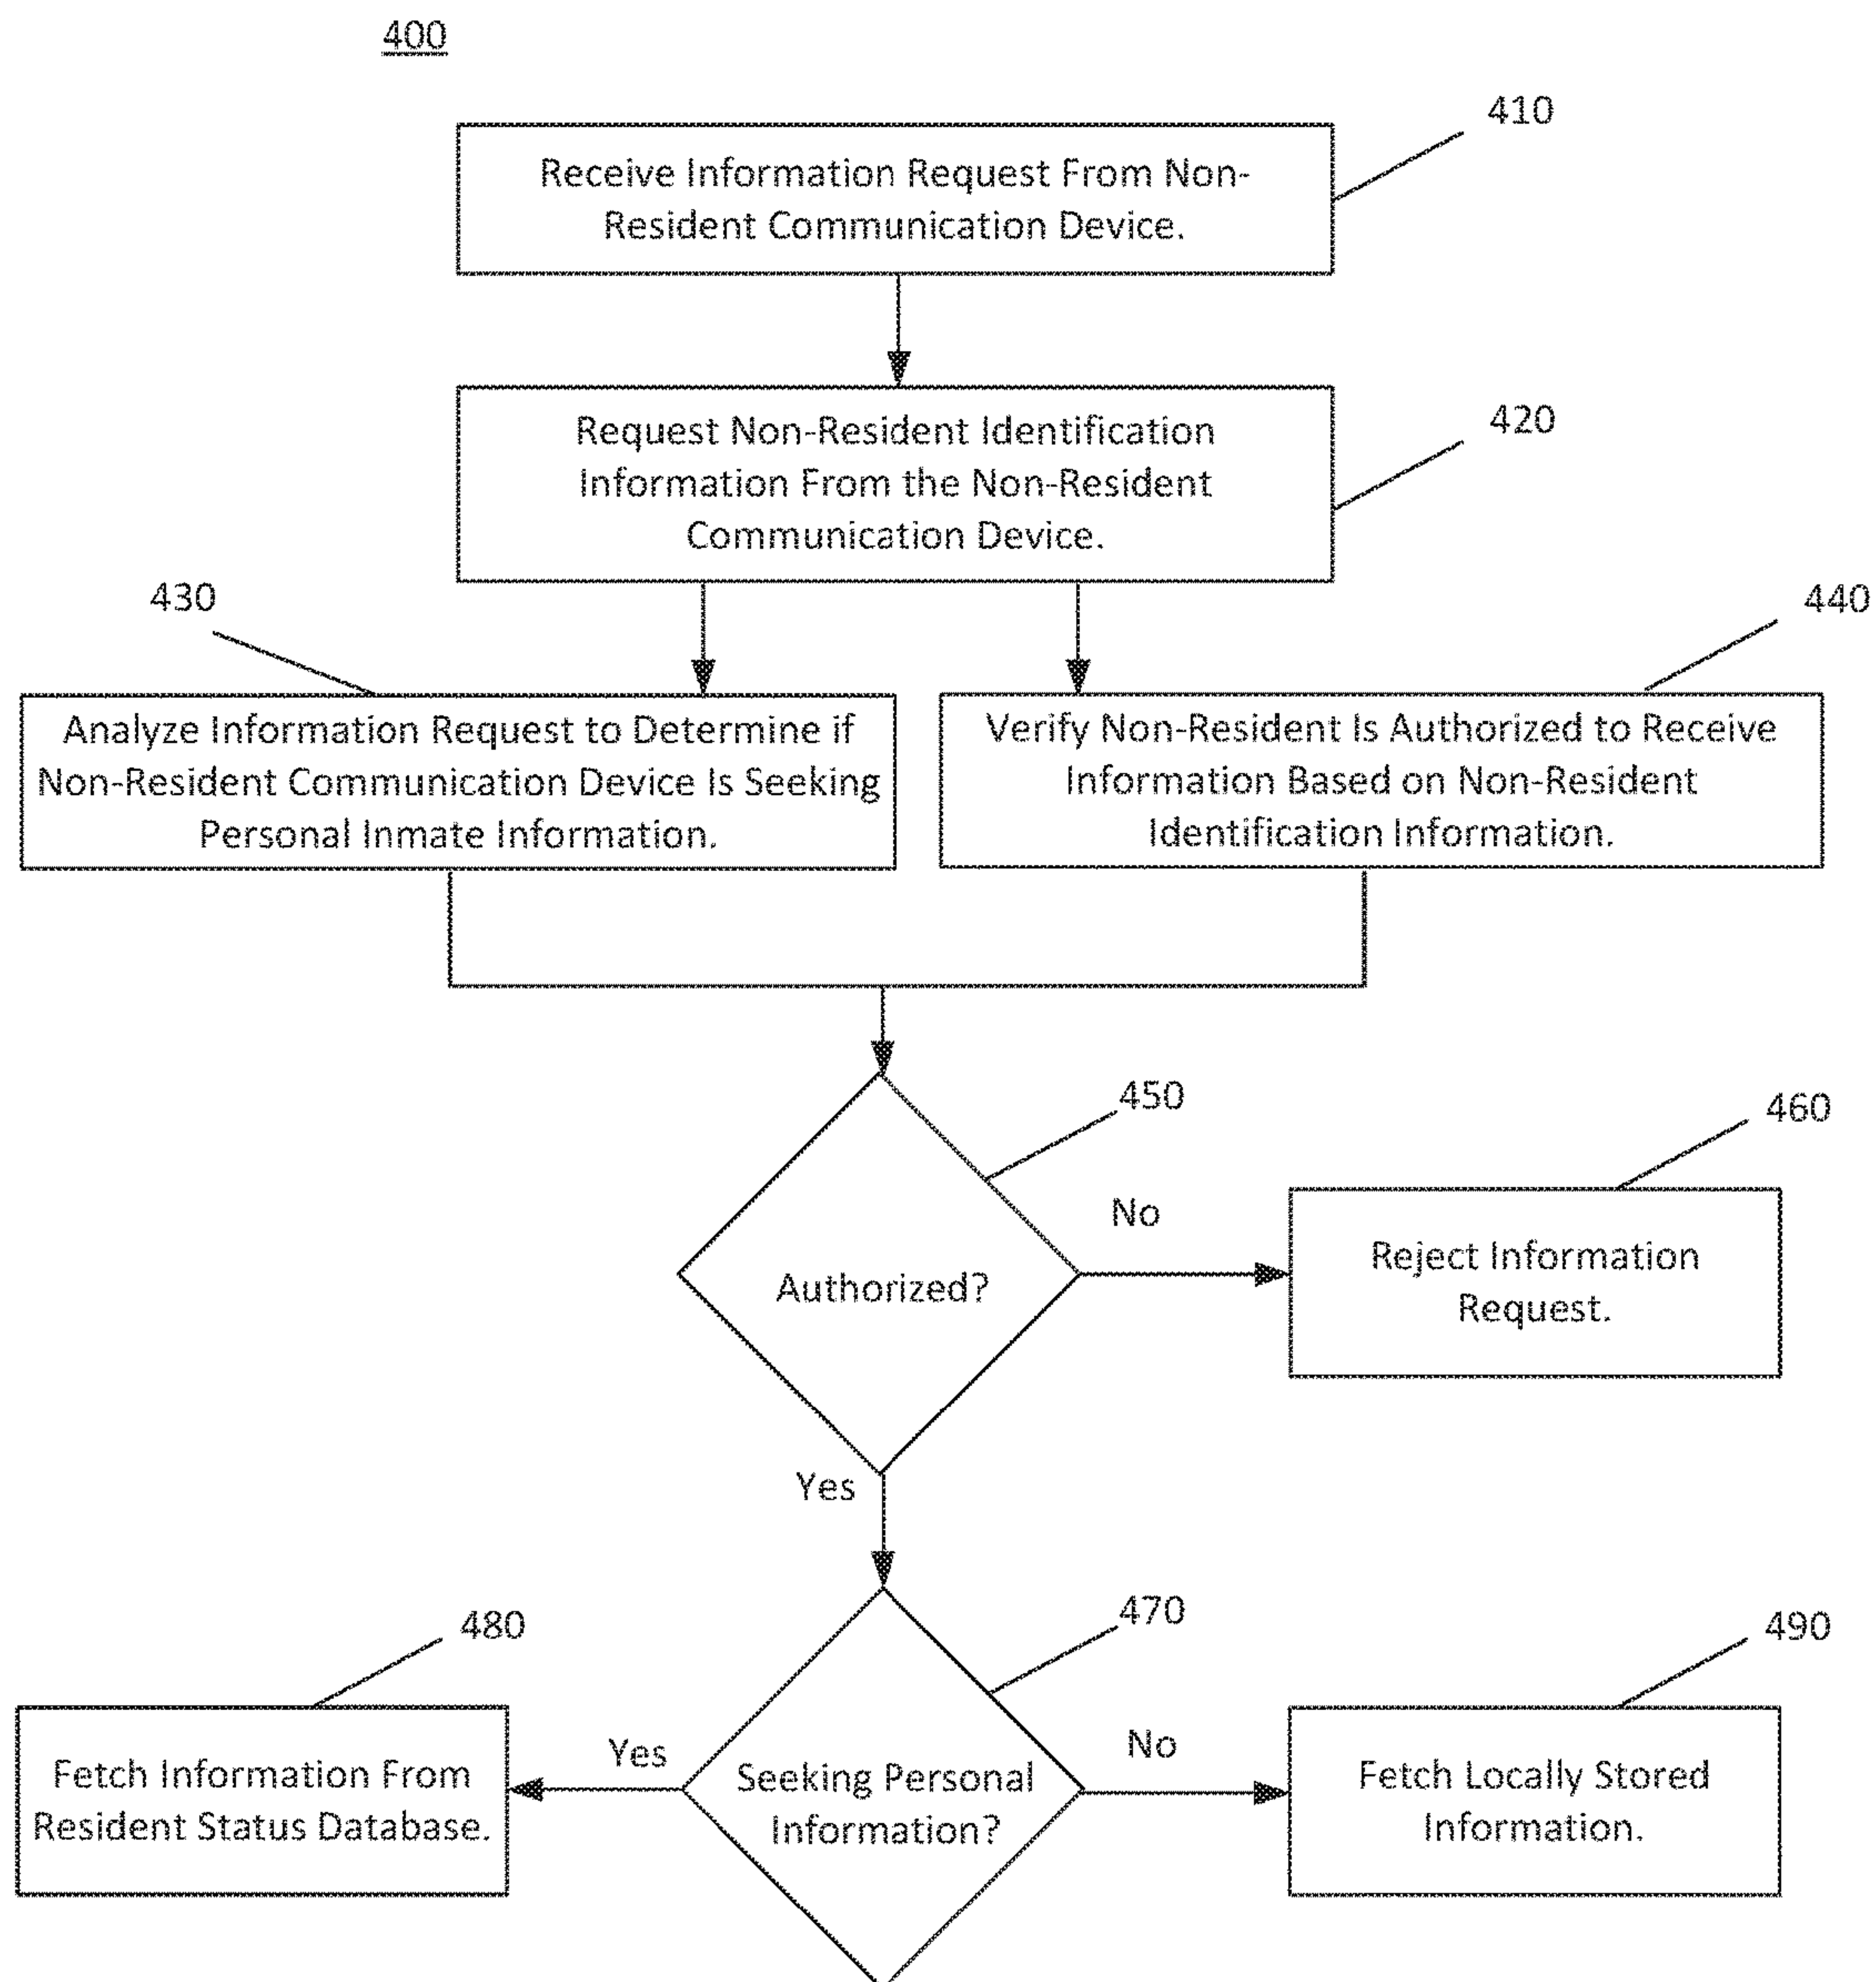 400
410
Receive Information Request From Non-
Resident Communication Device.
420
Request Non-Resident Identification
Information From the Non-Resident
Communication Device.
430
440
Analyze Information Request to Determine if
Non-Resident Communication Device Is Seeking
Personal Inmate Information.
Verify Non-Resident Is Authorized to Receive
Information Based on Non-Resident
Identification Information.
450
460
No
Authorized?
Reject Information
Request.
Yes
470
480
490
Yes
No
Fetch Information From
Resident Status Database.
Seeking Personal
Information?
Fetch Locally Stored
Information.